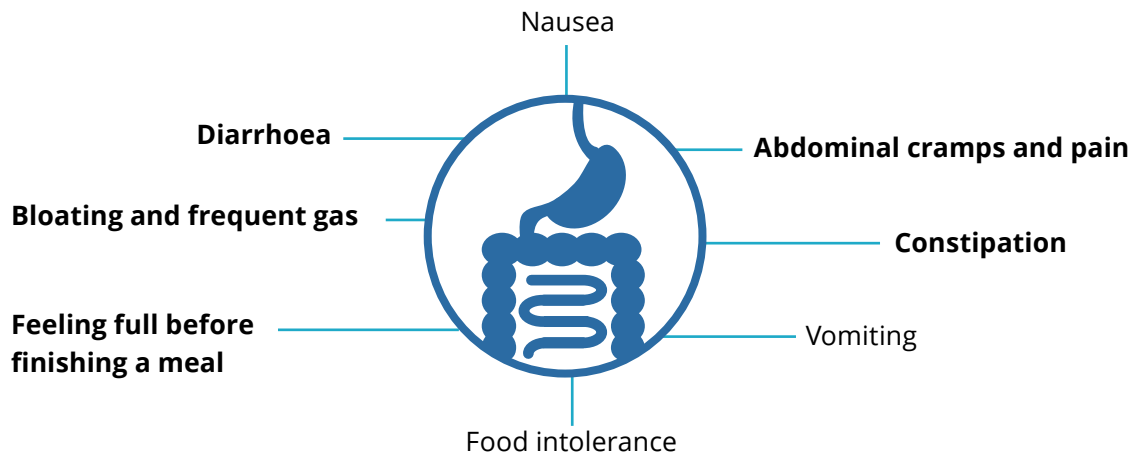 Nausea
Diarrhoea
Abdominal cramps and pain
Bloating and frequent gas
Constipation
Feeling full before
finishing a meal
Vomiting
Food intolerance